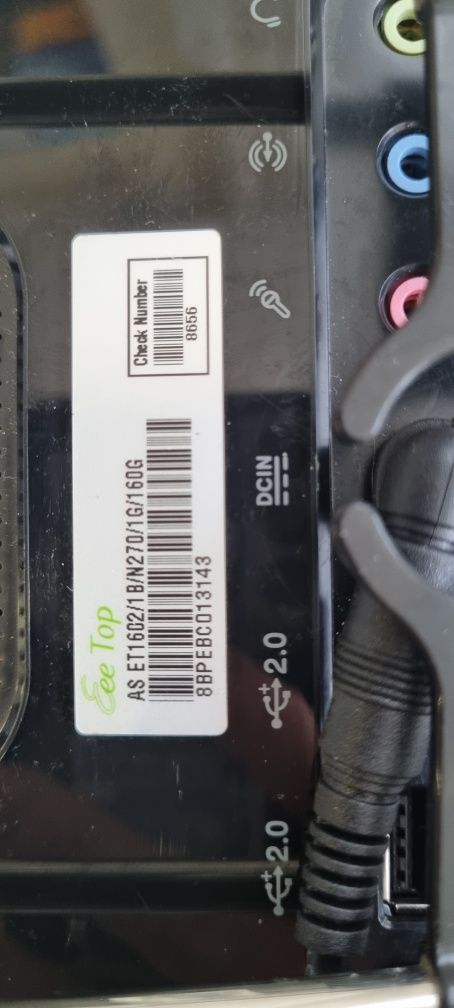 Eee Top
AS ET1602/1B/N270/1G/160G
8BPEBC013143
Check Number
8656
2.0
2.0
DCIN